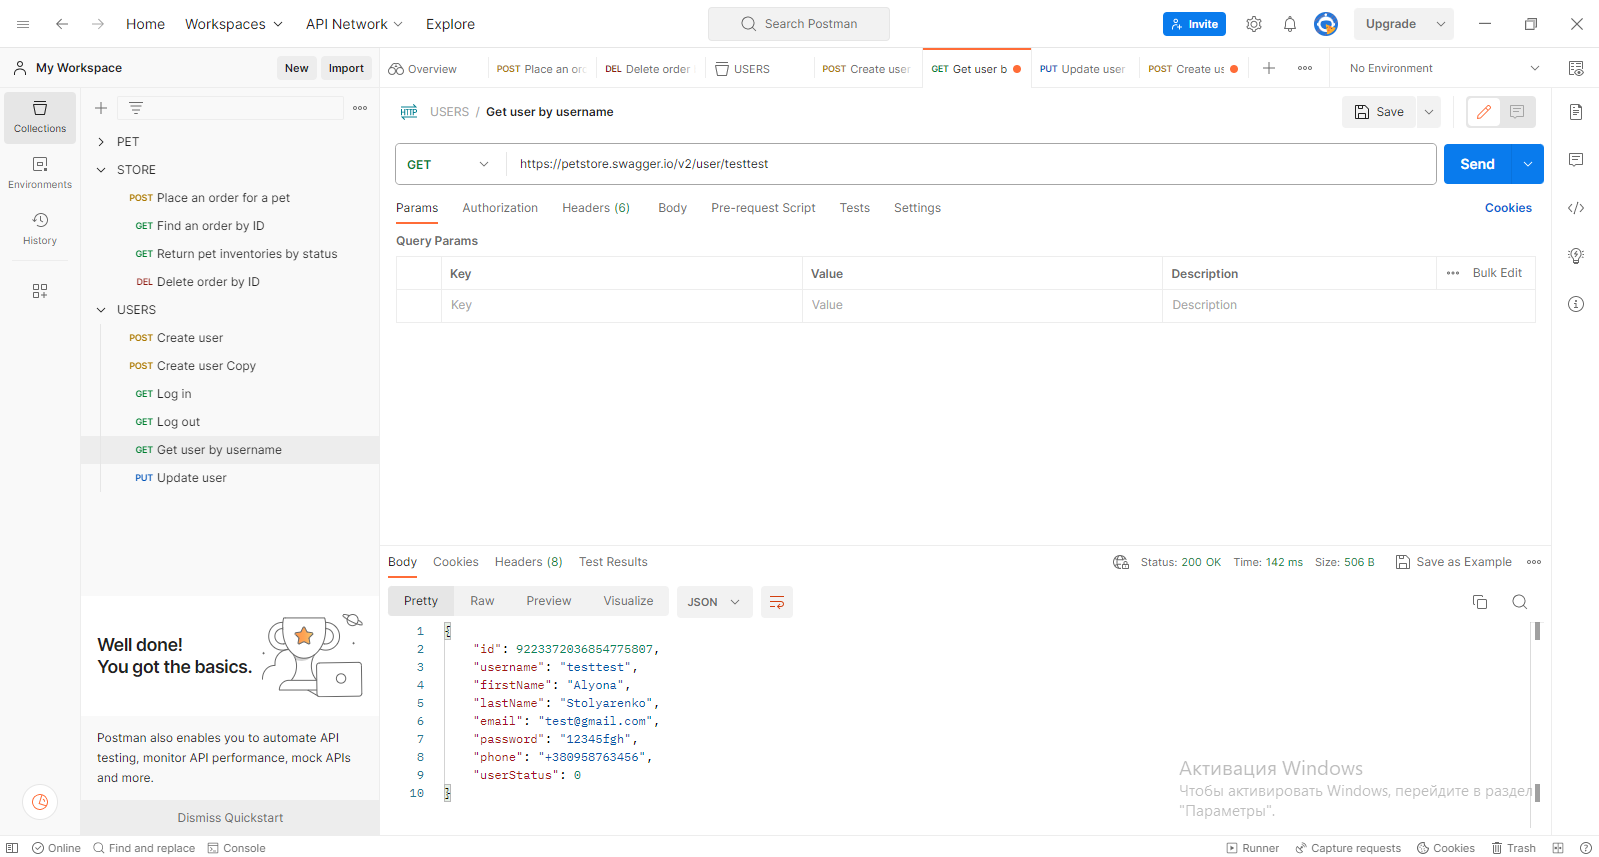 Home Workspaces API Network Explore Search Postman Invite Upgrade
My Workspace New Import Overview POST Place an or DEL Delete order USERS POST Create user GET Get user b PUT Update user POST Create us No Environment
Collections
Environments
History
PET
STORE
POST Place an order for a pet
GET Find an order by ID
GET Return pet inventories by status
DEL Delete order by ID
USERS
POST Create user
POST Create user Copy
GET Log in
GET Log out
GET Get user by username
PUT Update user
Well done!
You got the basics.
Postman also enables you to automate API
testing, monitor API performance, mock APIs
and more.
Dismiss Quickstart
HTTP USERS / Get user by username Save
GET https://petstore.swagger.io/v2/user/testtest Send
Params Authorization Headers (6) Body Pre-request Script Tests Settings Cookies
Query Params
Key Value Description Bulk Edit
Key Value Description
Body Cookies Headers (8) Test Results Status: 200 OK Time: 142 ms Size: 506 B Save as Example
Pretty Raw Preview Visualize JSON
1 {
2 "id": 9223372036854775807,
3 "username": "testtest",
4 "firstName": "Alyona",
5 "lastName": "Stolyarenko",
6 "email": "test@gmail.com",
7 "password": "12345fgh",
8 "phone": "+380958763456",
9 "userStatus": 0
10 }
Активация Windows
Чтобы активировать Windows, перейдите в раздел
"Параметры".
Online Find and replace Console Runner Capture requests Cookies Trash